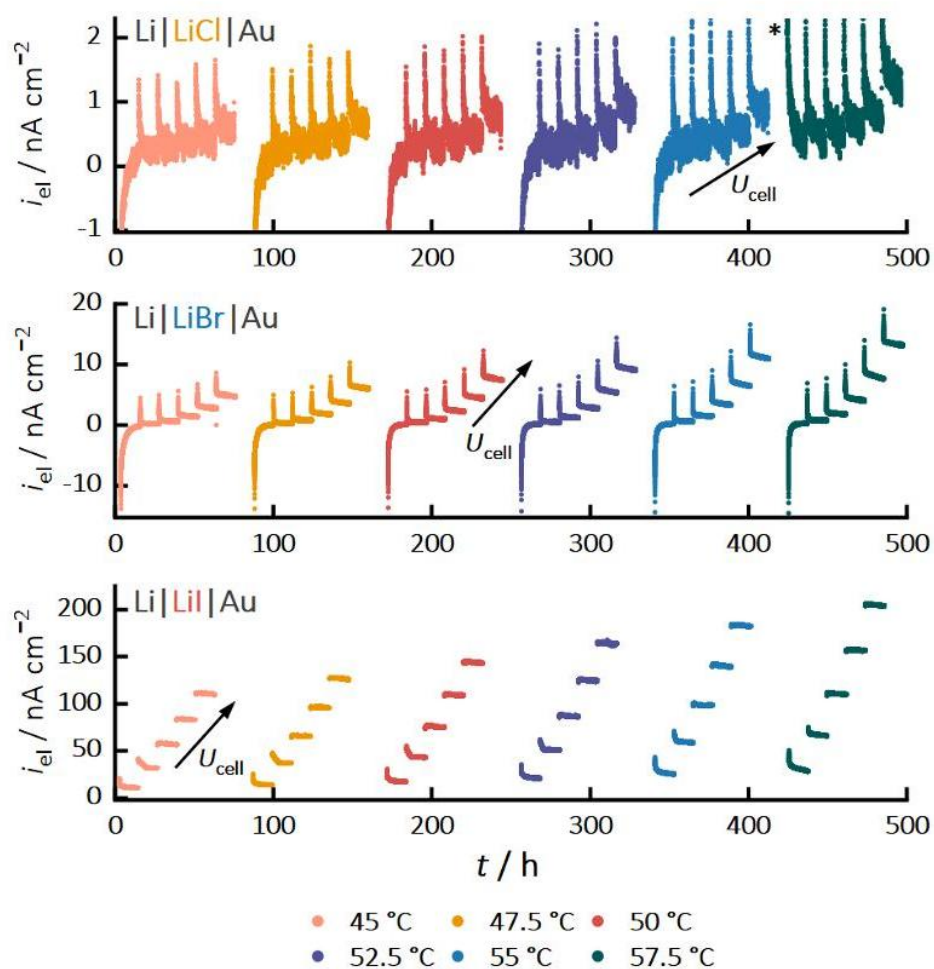 Li|LiCl|Au
i_el / nA cm⁻²
2
1
0
-1
*
U_cell
0 100 200 300 400 500
Li|LiBr|Au
i_el / nA cm⁻²
20
10
0
-10
U_cell
0 100 200 300 400 500
Li|LiI|Au
i_el / nA cm⁻²
200
150
100
50
0
U_cell
0 100 200 300 400 500
t / h
45 °C 47.5 °C 50 °C
52.5 °C 55 °C 57.5 °C